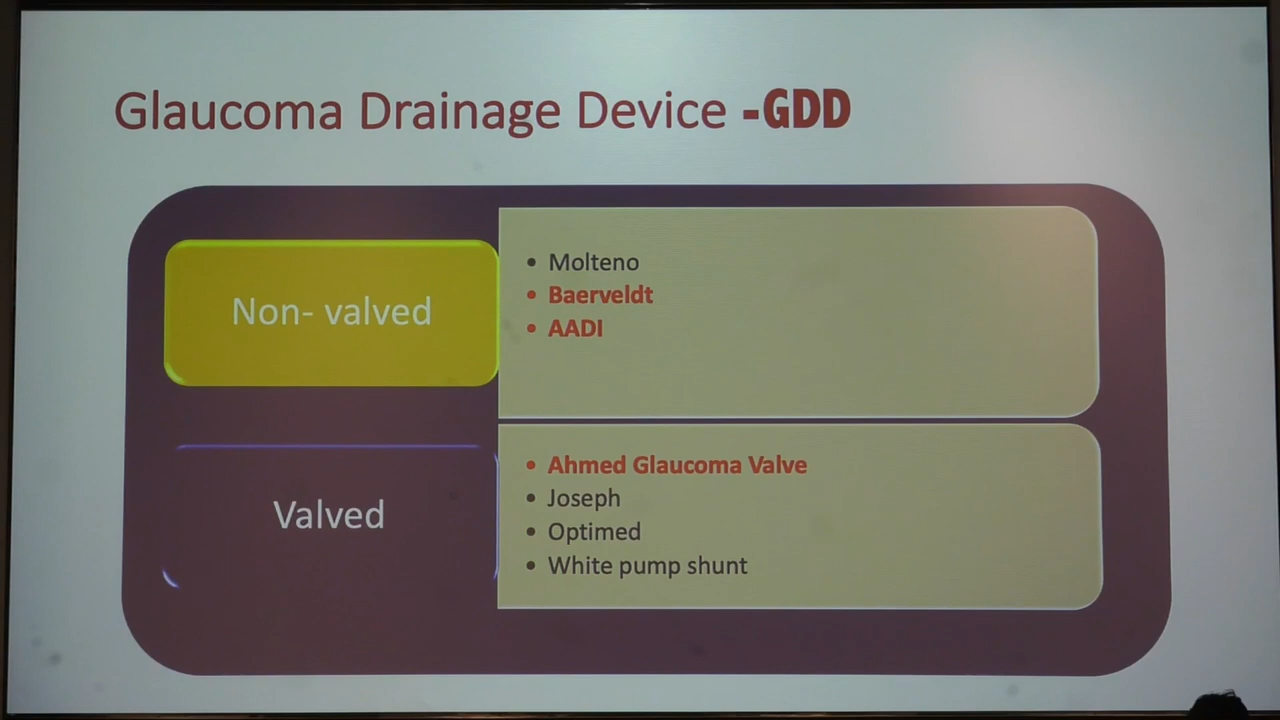 Glaucoma Drainage Device -GDD
Non- valved
• Molteno
• Baerveldt
• AADI
Valved
• Ahmed Glaucoma Valve
• Joseph
• Optimed
• White pump shunt